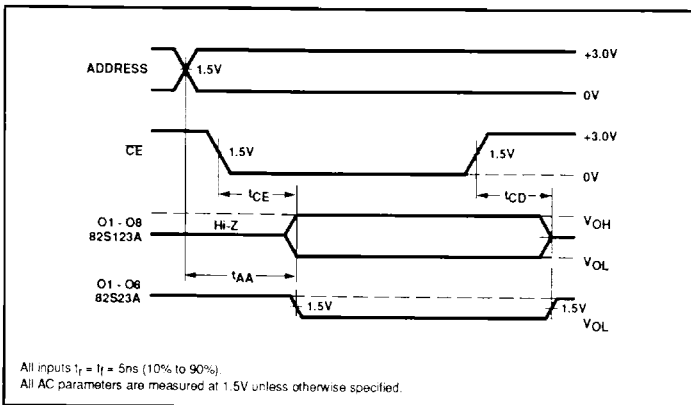 ADDRESS
1.5V
+3.0V
0V
CE
1.5V
1.5V
+3.0V
0V
tCE
tCD
O1 - O8
82S123A
Hi-Z
VOH
VOL
tAA
O1 - O6
82S23A
1.5V
1.5V
VOL
All inputs tr = tf = 5ns (10% to 90%).
All AC parameters are measured at 1.5V unless otherwise specified.